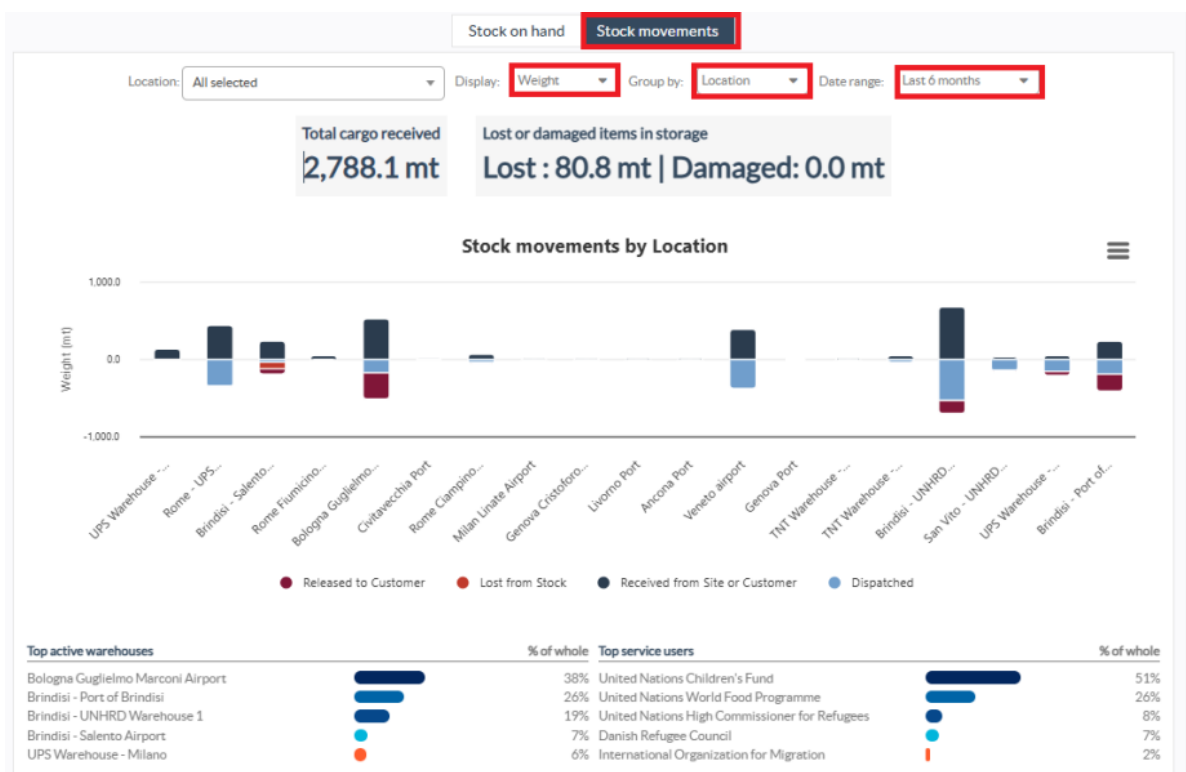 Stock on hand Stock movements
Location: All selected Display: Weight Group by: Location Date range: Last 6 months
Total cargo received Lost or damaged items in storage
2,788.1 mt Lost : 80.8 mt | Damaged: 0.0 mt
Stock movements by Location
1,000.0
Weight (mt)
0.0
-1,000.0
UPS Warehouse -...
Rome - UPS...
Brindisi - Salento...
Rome Fiumicino...
Bologna Guglielmo...
Civitavecchia Port
Rome Ciampino...
Milan Linate Airport
Genova Cristoforo...
Livorno Port
Ancona Port
Veneto airport
Genova Port
TNT Warehouse -...
TNT Warehouse -...
Brindisi - UNHRD...
San Vito - UNHRD...
UPS Warehouse -...
Brindisi - Port of...
Released to Customer Lost from Stock Received from Site or Customer Dispatched
Top active warehouses % of whole Top service users % of whole
Bologna Guglielmo Marconi Airport 38% United Nations Children's Fund 51%
Brindisi - Port of Brindisi 26% United Nations World Food Programme 26%
Brindisi - UNHRD Warehouse 1 19% United Nations High Commissioner for Refugees 8%
Brindisi - Salento Airport 7% Danish Refugee Council 7%
UPS Warehouse - Milano 6% International Organization for Migration 2%